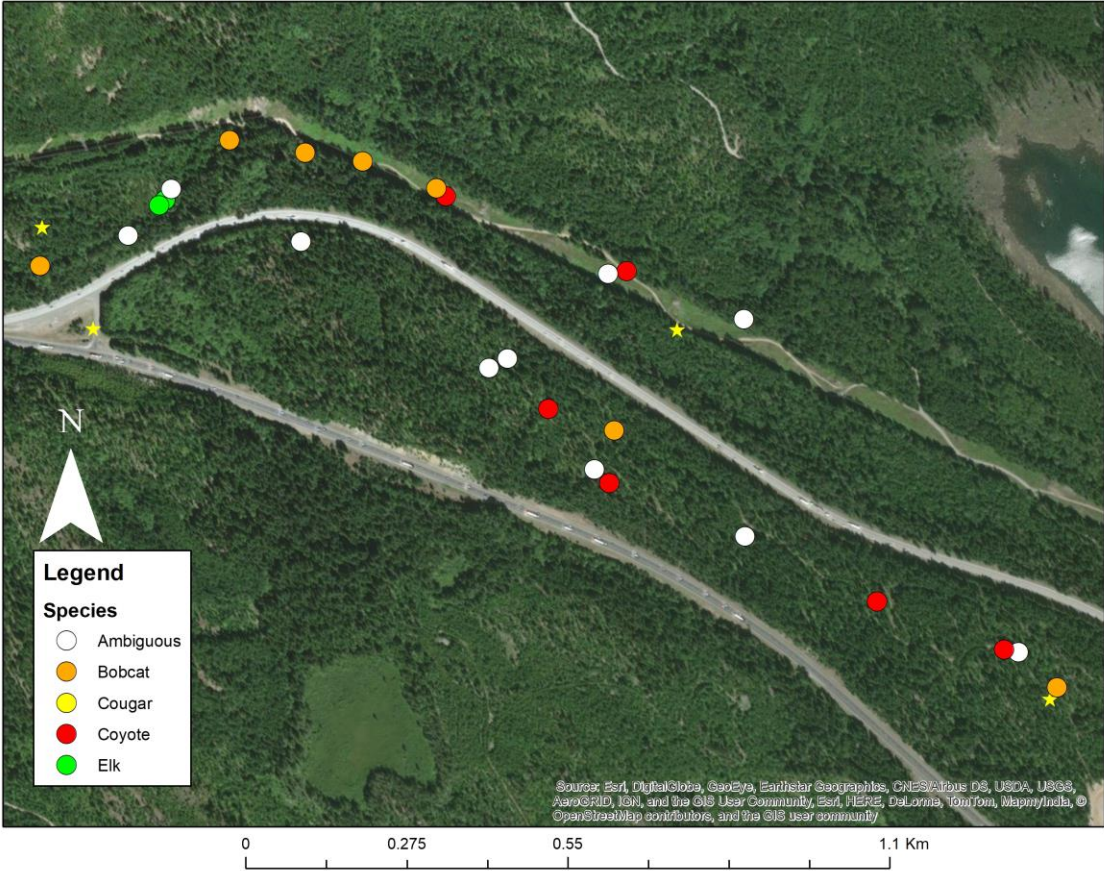 N
Legend
Species
Ambiguous
Bobcat
Cougar
Coyote
Elk
Source: Esri, DigitalGlobe, GeoEye, Earthstar Geographics, CNES/Airbus DS, USDA, USGS,
AeroGRID, IGN, and the GIS User Community, Esri, HERE, DeLorme, TomTom, MapmyIndia, ©
OpenStreetMap contributors, and the GIS user community
0 0.275 0.55 1.1 Km